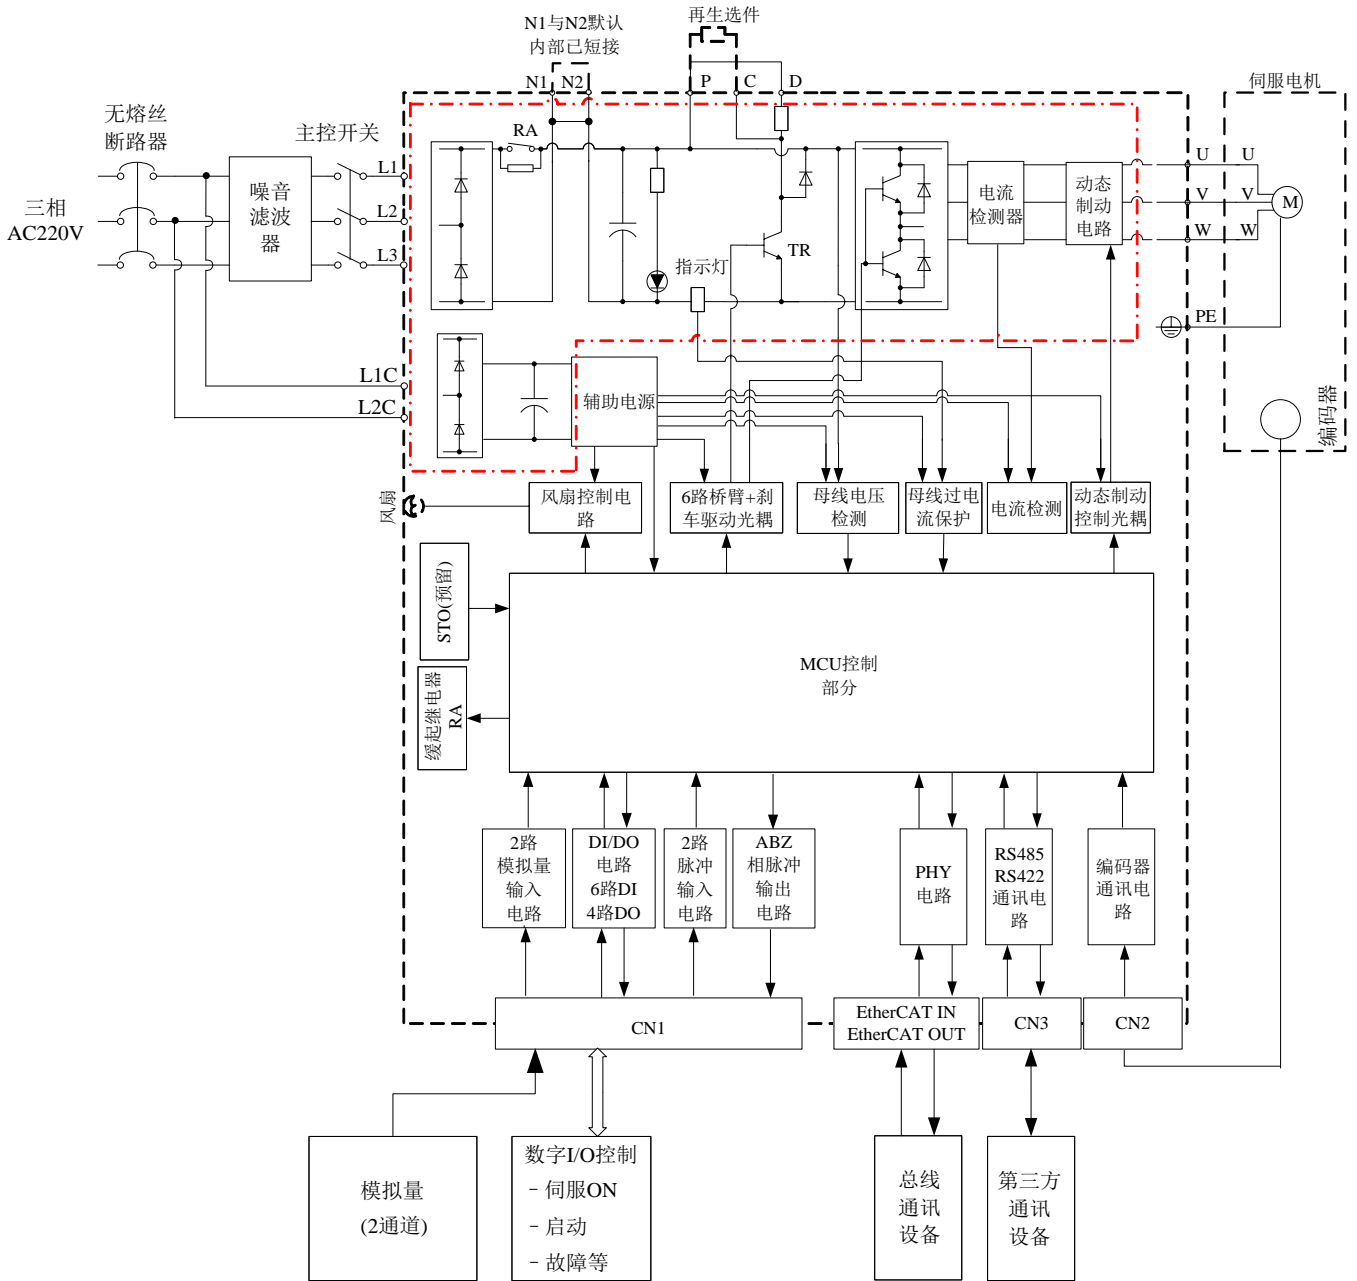 再生选件
N1与N2默认
内部已短接
N1
N2
P
C
D
伺服电机
无熔丝
断路器
主控开关
RA
L1
L2
L3
噪音
滤波
器
三相
AC220V
电流
检测器
动态
制动
电路
U
V
W
U
V
W
M
TR
指示灯
PE
L1C
L2C
辅助电源
编码器
风扇
风扇控制电
路
6路桥臂+刹
车驱动光耦
母线电压
检测
母线过电
流保护
电流检测
动态制动
控制光耦
STO(预留)
缓起继电器
RA
MCU控制
部分
2路
模拟量
输入
电路
DI/DO
电路
6路DI
4路DO
2路
脉冲
输入
电路
ABZ
相脉冲
输出
电路
PHY
电路
RS485
RS422
通讯电
路
编码器
通讯电
路
CN1
EtherCAT IN
EtherCAT OUT
CN3
CN2
模拟量
(2通道)
数字I/O控制
- 伺服ON
- 启动
- 故障等
总线
通讯
设备
第三方
通讯
设备